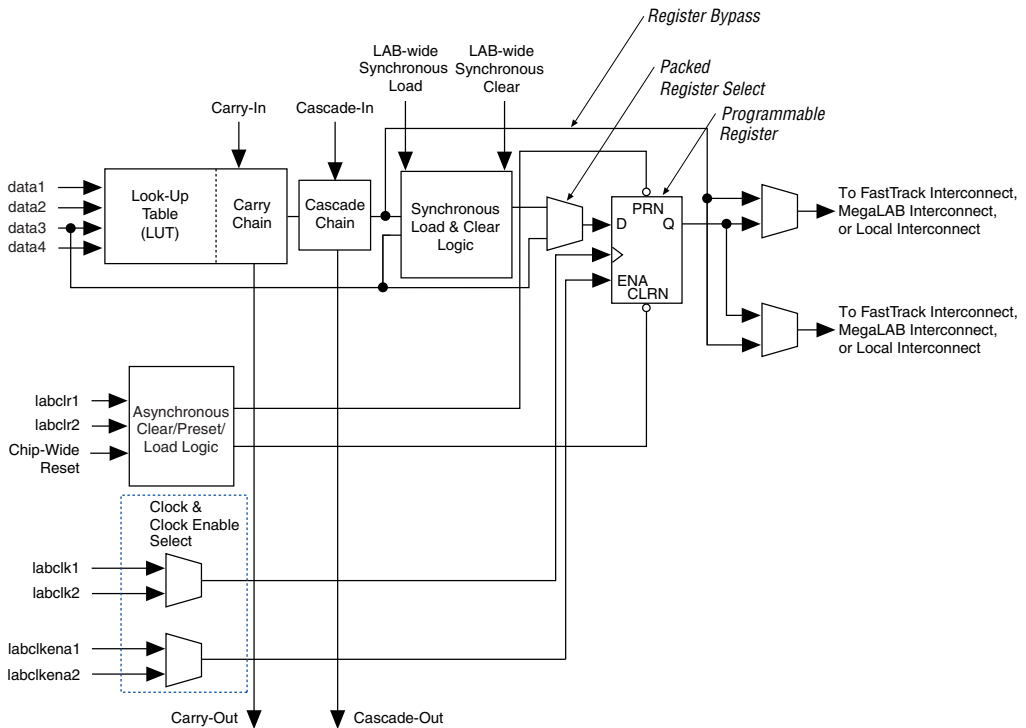 Register Bypass
LAB-wide
Synchronous
Load
LAB-wide
Synchronous
Clear
Packed
Register Select
Carry-In
Cascade-In
Programmable
Register
data1
data2
data3
data4
Look-Up
Table
(LUT)
Carry
Chain
Cascade
Chain
Synchronous
Load & Clear
Logic
PRN
D
Q
ENA
CLRN
To FastTrack Interconnect,
MegaLAB Interconnect,
or Local Interconnect
To FastTrack Interconnect,
MegaLAB Interconnect,
or Local Interconnect
labclr1
labclr2
Chip-Wide
Reset
Asynchronous
Clear/Preset/
Load Logic
Clock &
Clock Enable
Select
labclk1
labclk2
labclkena1
labclkena2
Carry-Out
Cascade-Out